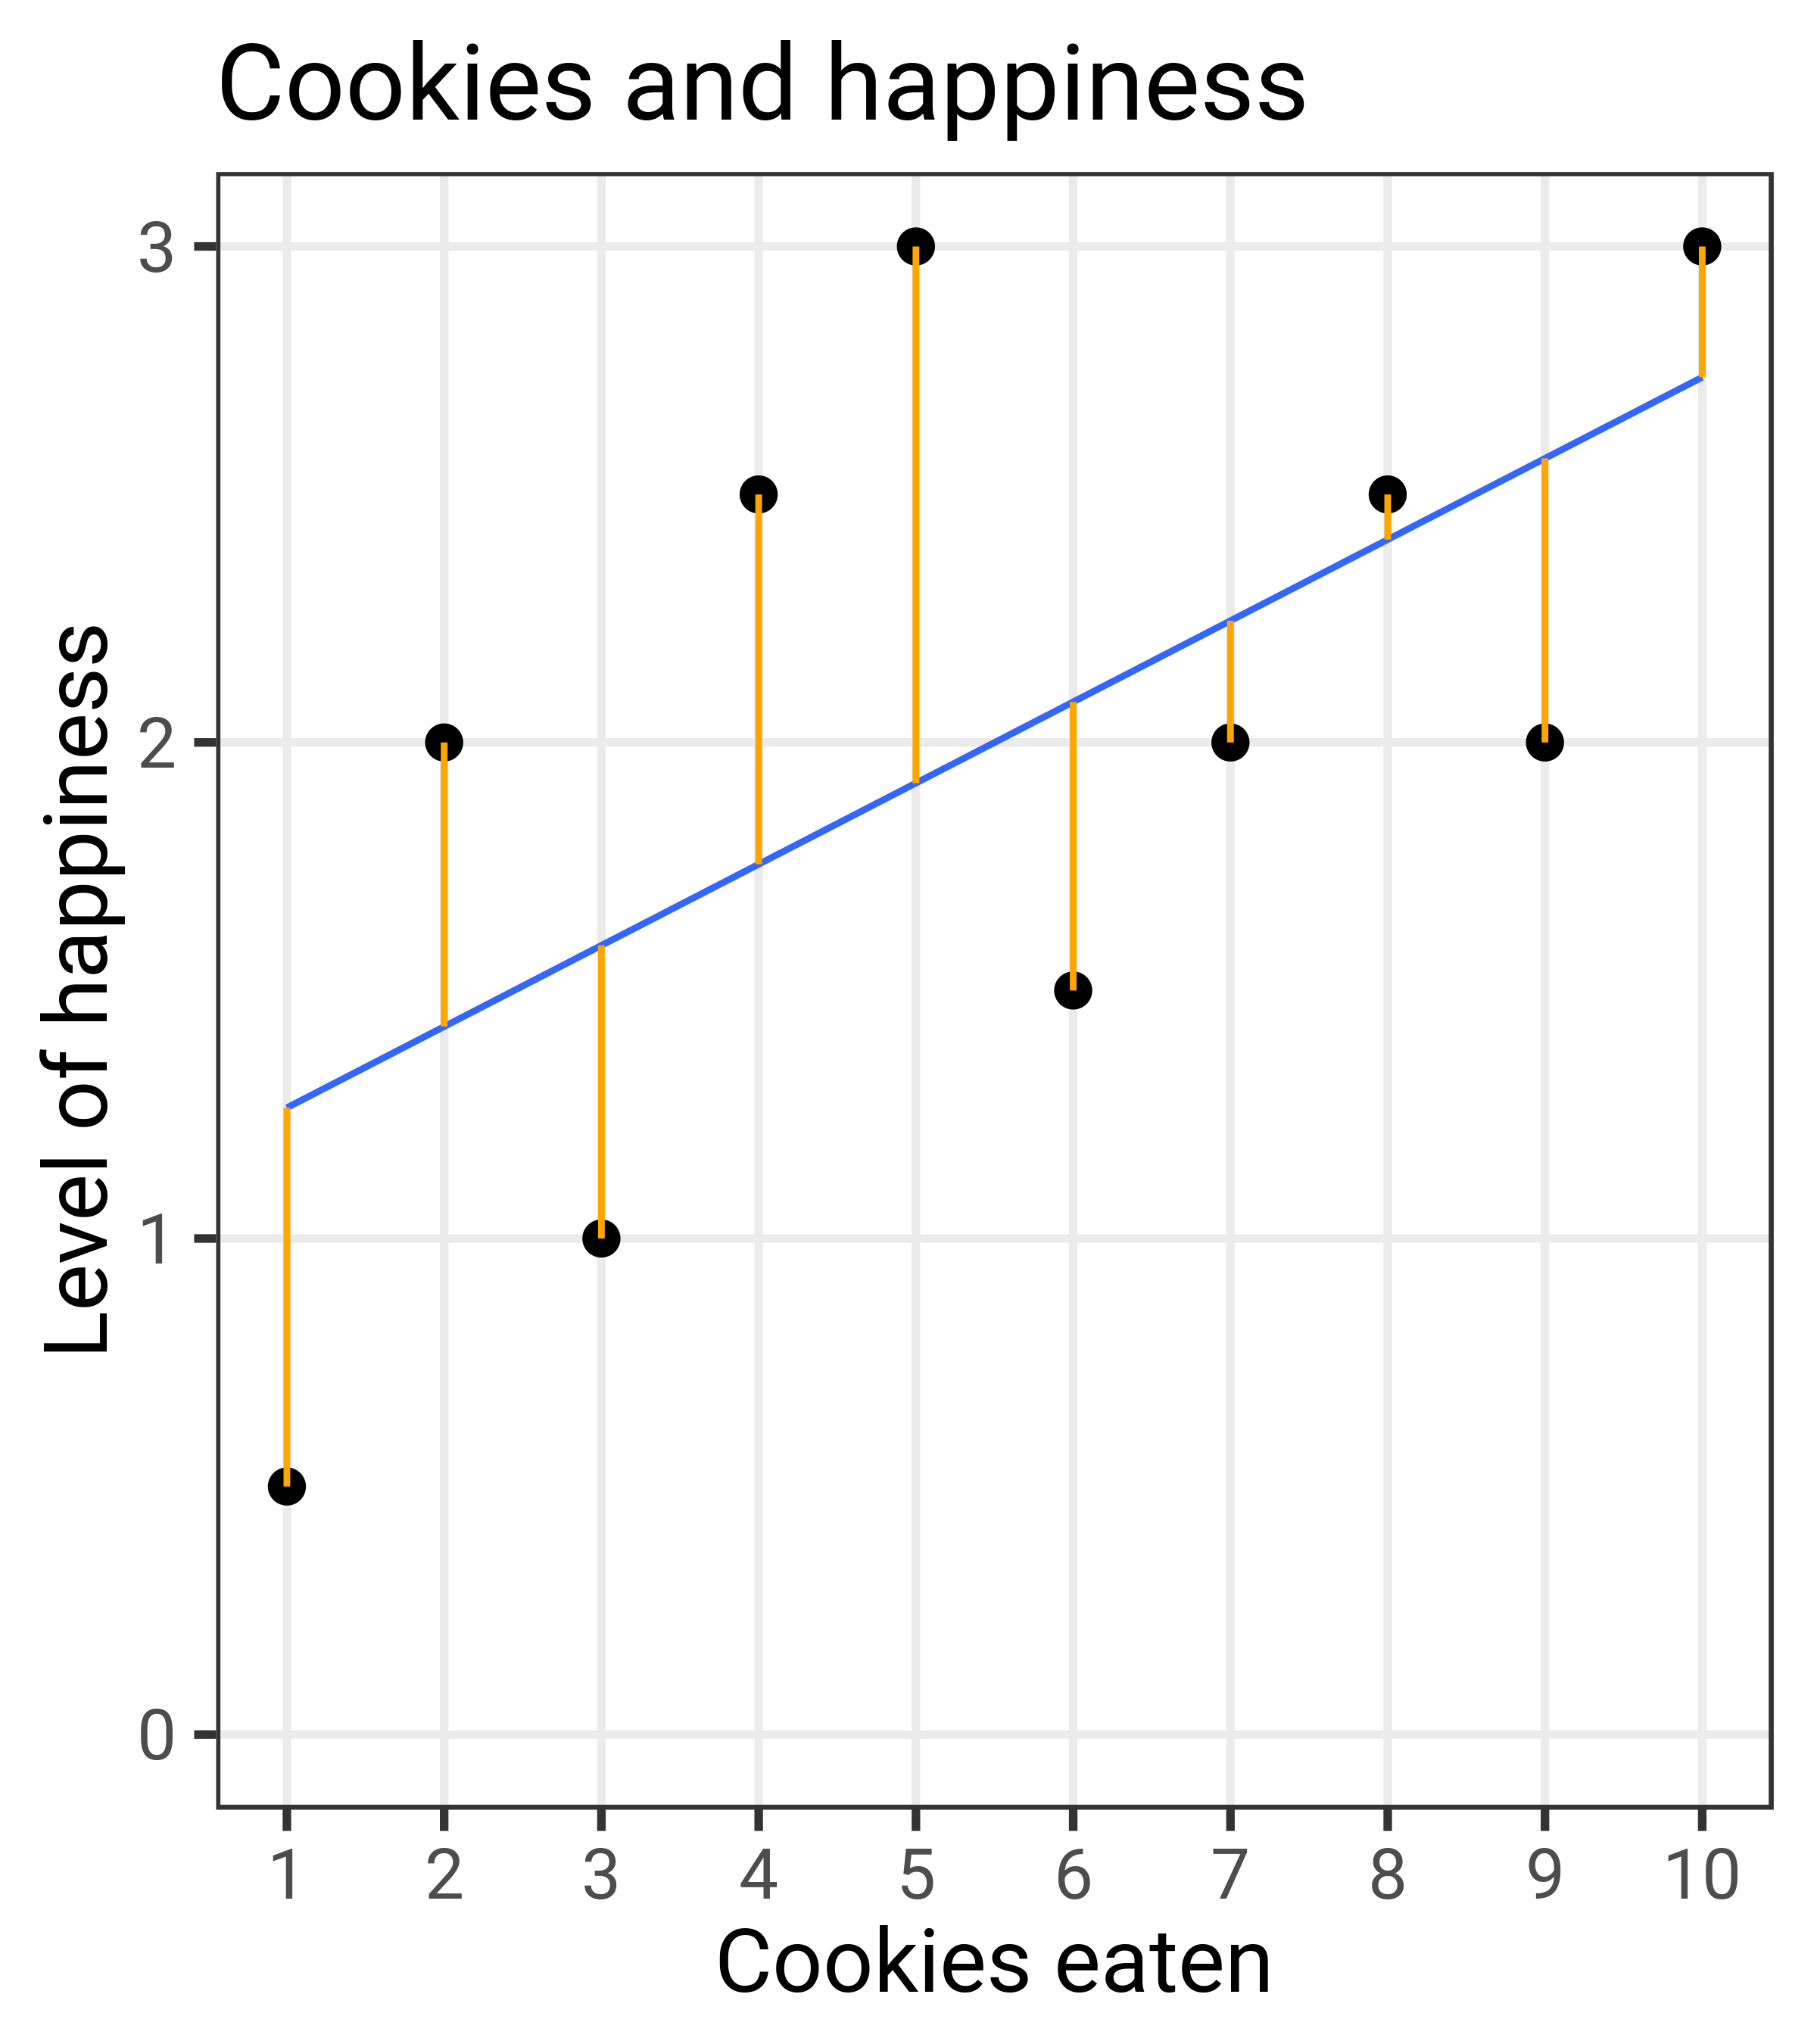 Cookies and happiness
Level of happiness
3
2
1
0
1 2 3 4 5 6 7 8 9 10
Cookies eaten